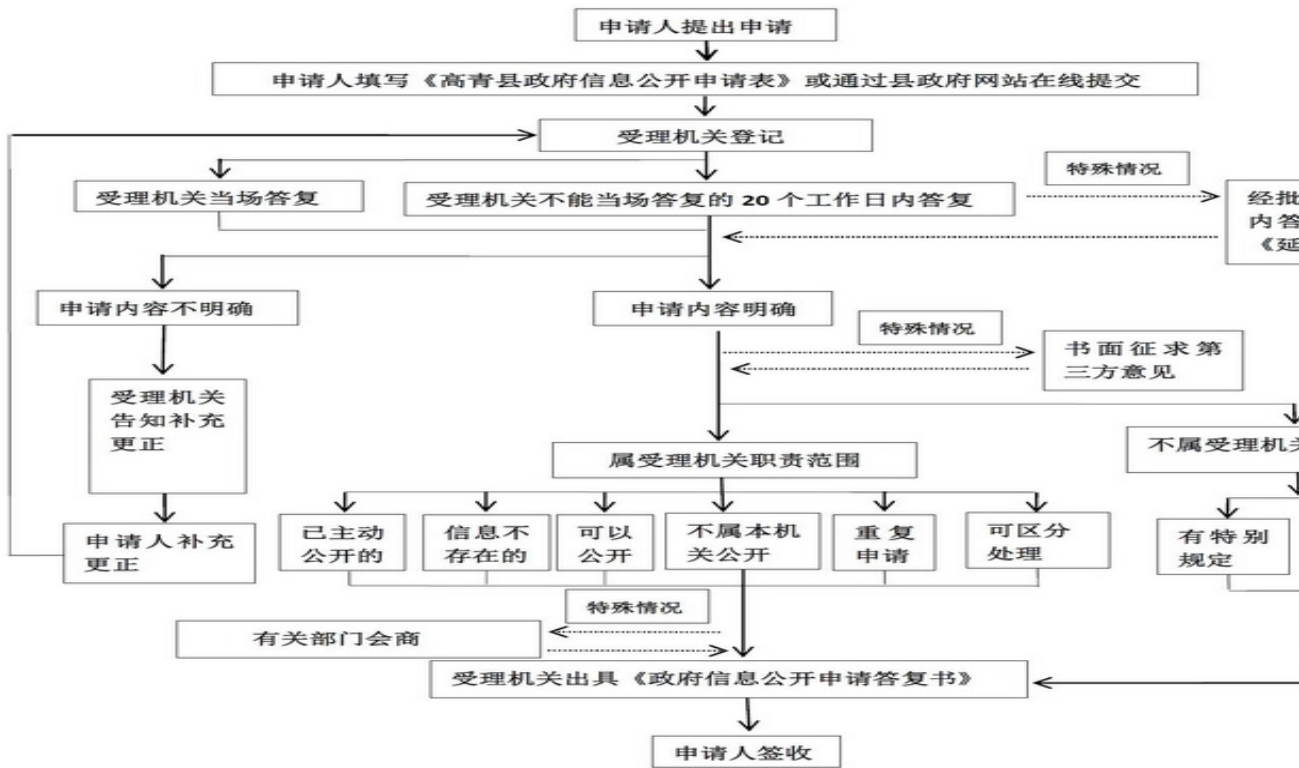 申请人提出申请
申请人填写《高青县政府信息公开申请表》或通过县政府网站在线提交
受理机关登记
特殊情况
受理机关当场答复
受理机关不能当场答复的 20 个工作日内答复
经批
内答
《延
申请内容不明确
申请内容明确
特殊情况
书面征求第
三方意见
受理机关
告知补充
更正
属受理机关职责范围
不属受理机关
申请人补充
更正
已主动
公开的
信息不
存在的
可以
公开
不属本机
关公开
重复
申请
可区分
处理
有特别
规定
特殊情况
有关部门会商
受理机关出具《政府信息公开申请答复书》
申请人签收